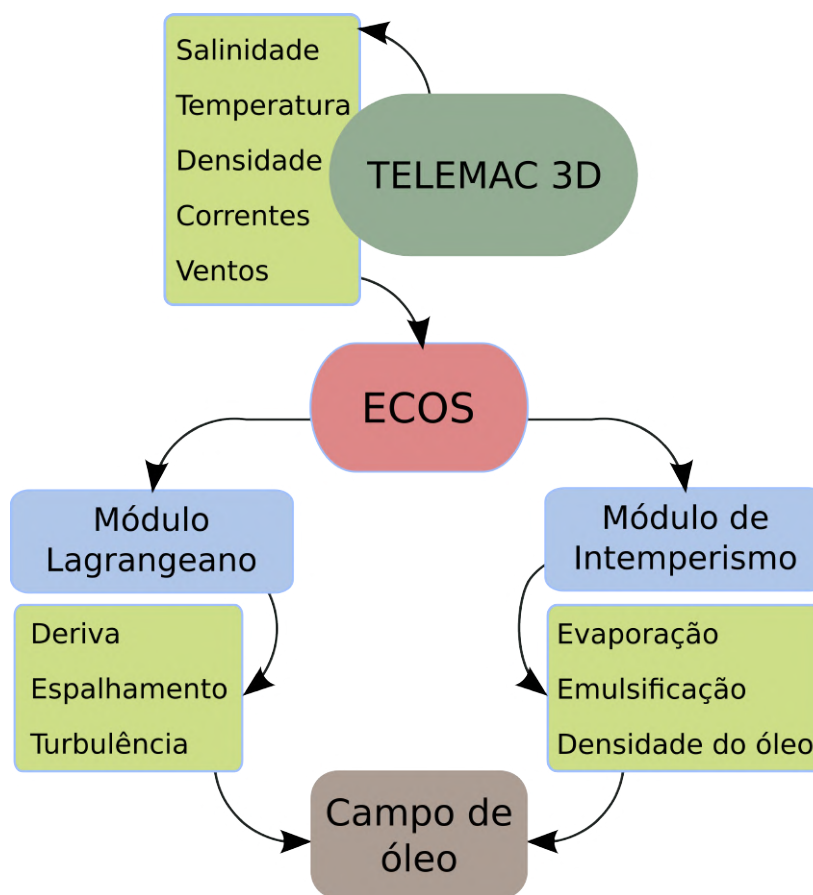 Salinidade
Temperatura
Densidade
Correntes
Ventos
TELEMAC 3D
ECOS
Módulo
Lagrangeano
Módulo de
Intemperismo
Deriva
Espalhamento
Turbulência
Evaporação
Emulsificação
Densidade do óleo
Campo de
óleo